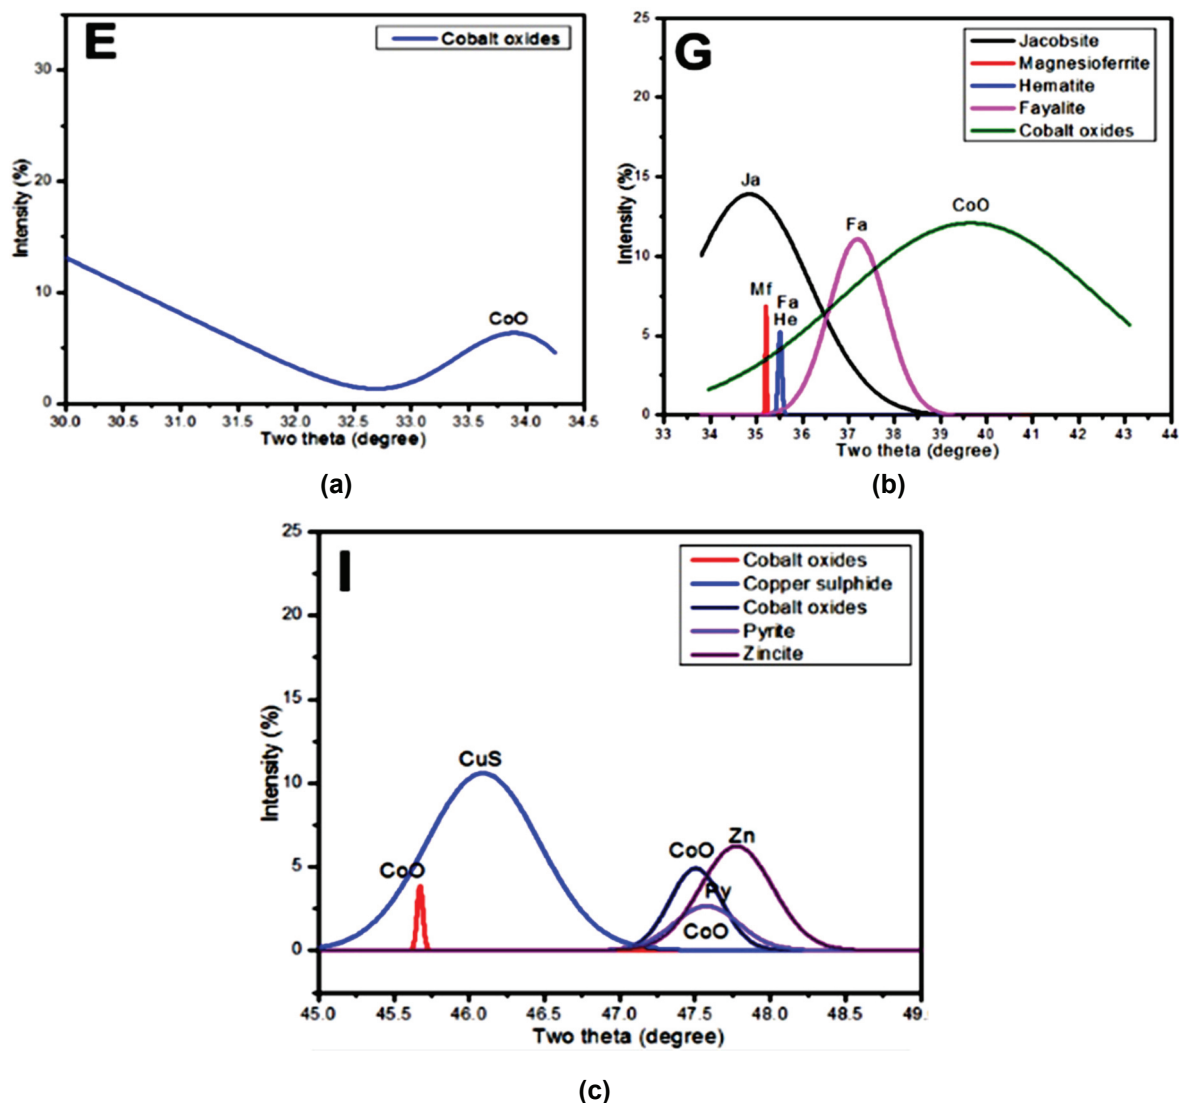 E
Cobalt oxides
Intensity (%)
30
20
10
0
CoO
30.0 30.5 31.0 31.5 32.0 32.5 33.0 33.5 34.0 34.5
Two theta (degree)
(a)
G
Jacobsite
Magnesioferrite
Hematite
Fayalite
Cobalt oxides
Intensity (%)
25
20
15
10
5
0
Ja
Mf
Fa
He
Fa
CoO
33 34 35 36 37 38 39 40 41 42 43 44
Two theta (degree)
(b)
I
Cobalt oxides
Copper sulphide
Cobalt oxides
Pyrite
Zincite
Intensity (%)
25
20
15
10
5
0
CoO
CuS
CoO
Zn
Py
CoO
45.0 45.5 46.0 46.5 47.0 47.5 48.0 48.5 49.
Two theta (degree)
(c)